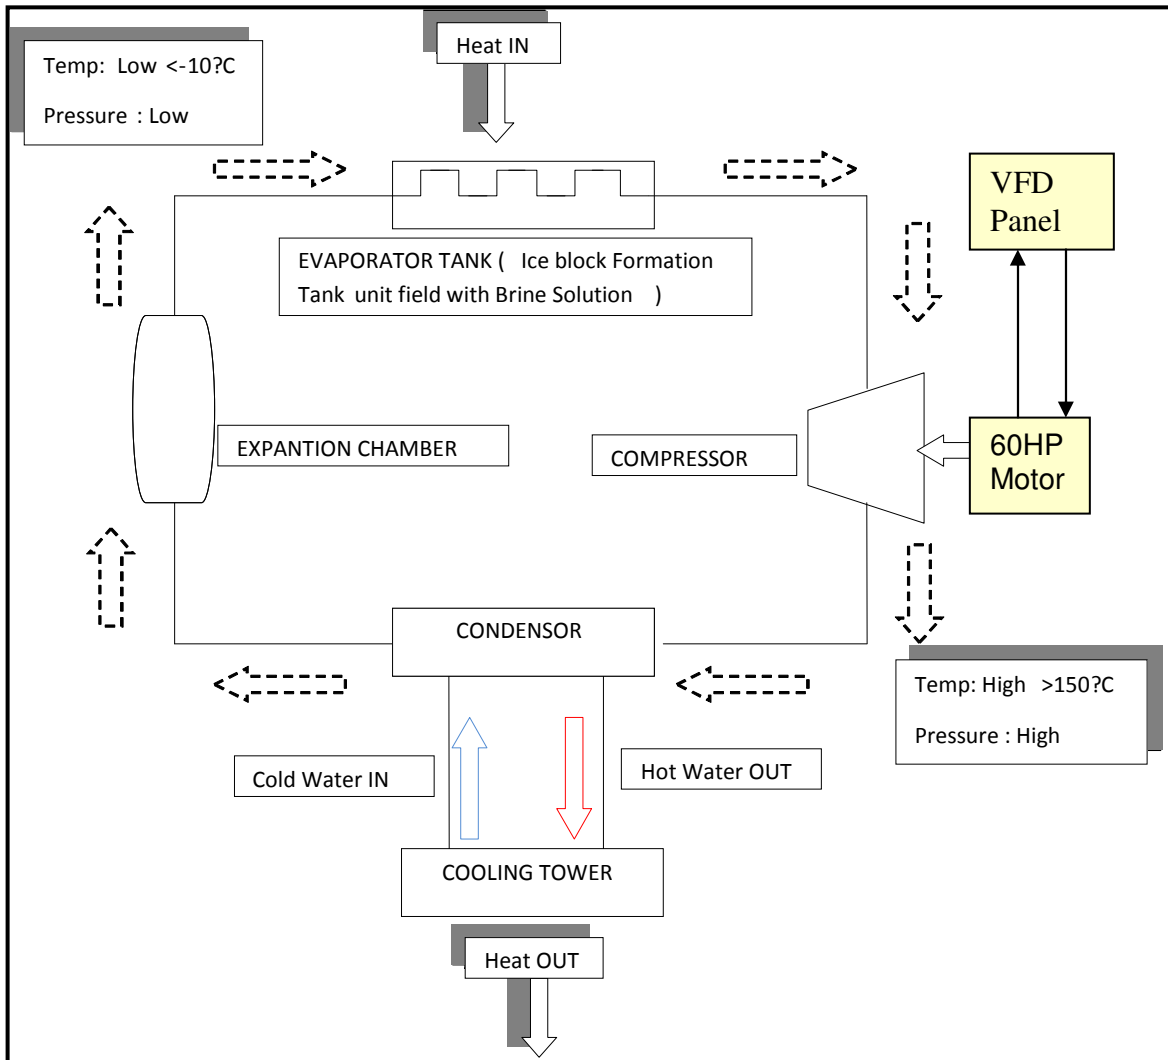 Temp: Low <-10?C
Pressure : Low
Heat IN
VFD
Panel
EVAPORATOR TANK ( Ice block Formation
Tank unit field with Brine Solution )
EXPANTION CHAMBER
COMPRESSOR
60HP
Motor
CONDENSOR
Temp: High >150?C
Pressure : High
Cold Water IN
Hot Water OUT
COOLING TOWER
Heat OUT